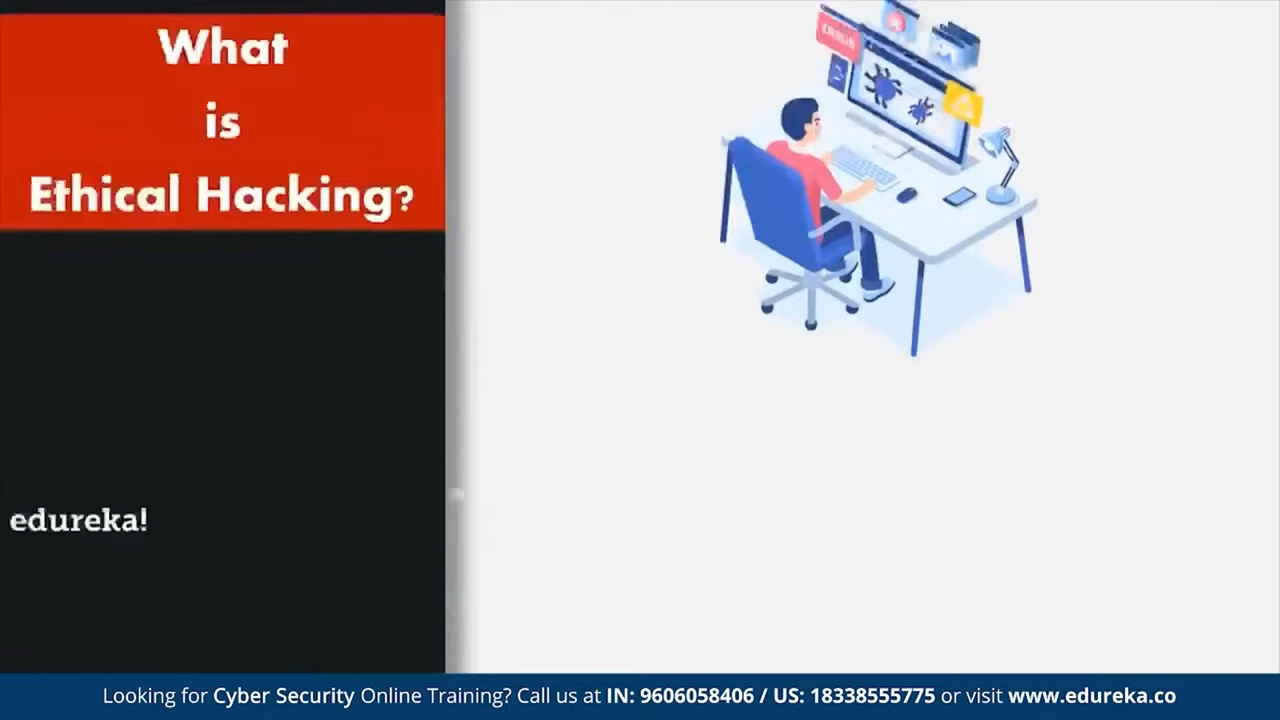 What
is
Ethical Hacking?
ERROR
edureka!
Looking for Cyber Security Online Training? Call us at IN: 9606058406 / US: 18338555775 or visit www.edureka.co